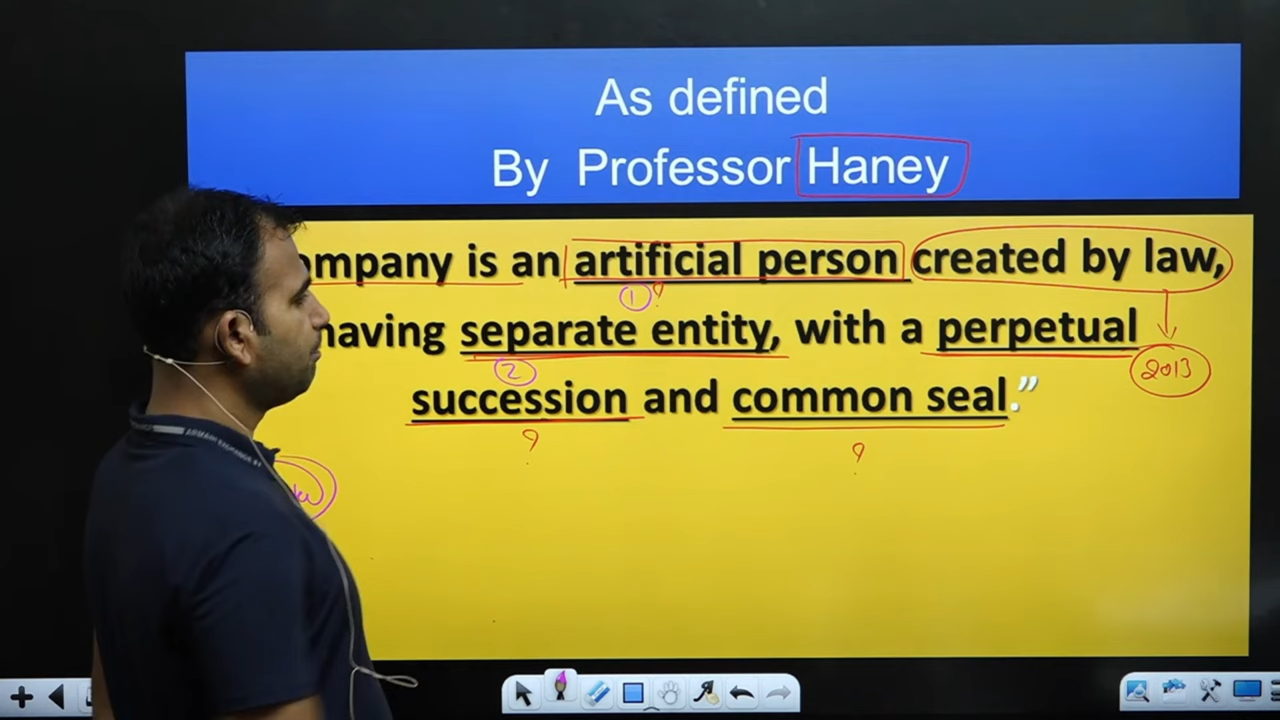 As defined
By Professor Haney
ompany is an artificial person created by law,
having separate entity, with a perpetual
succession and common seal.”
1 ?
2
2013
? ?